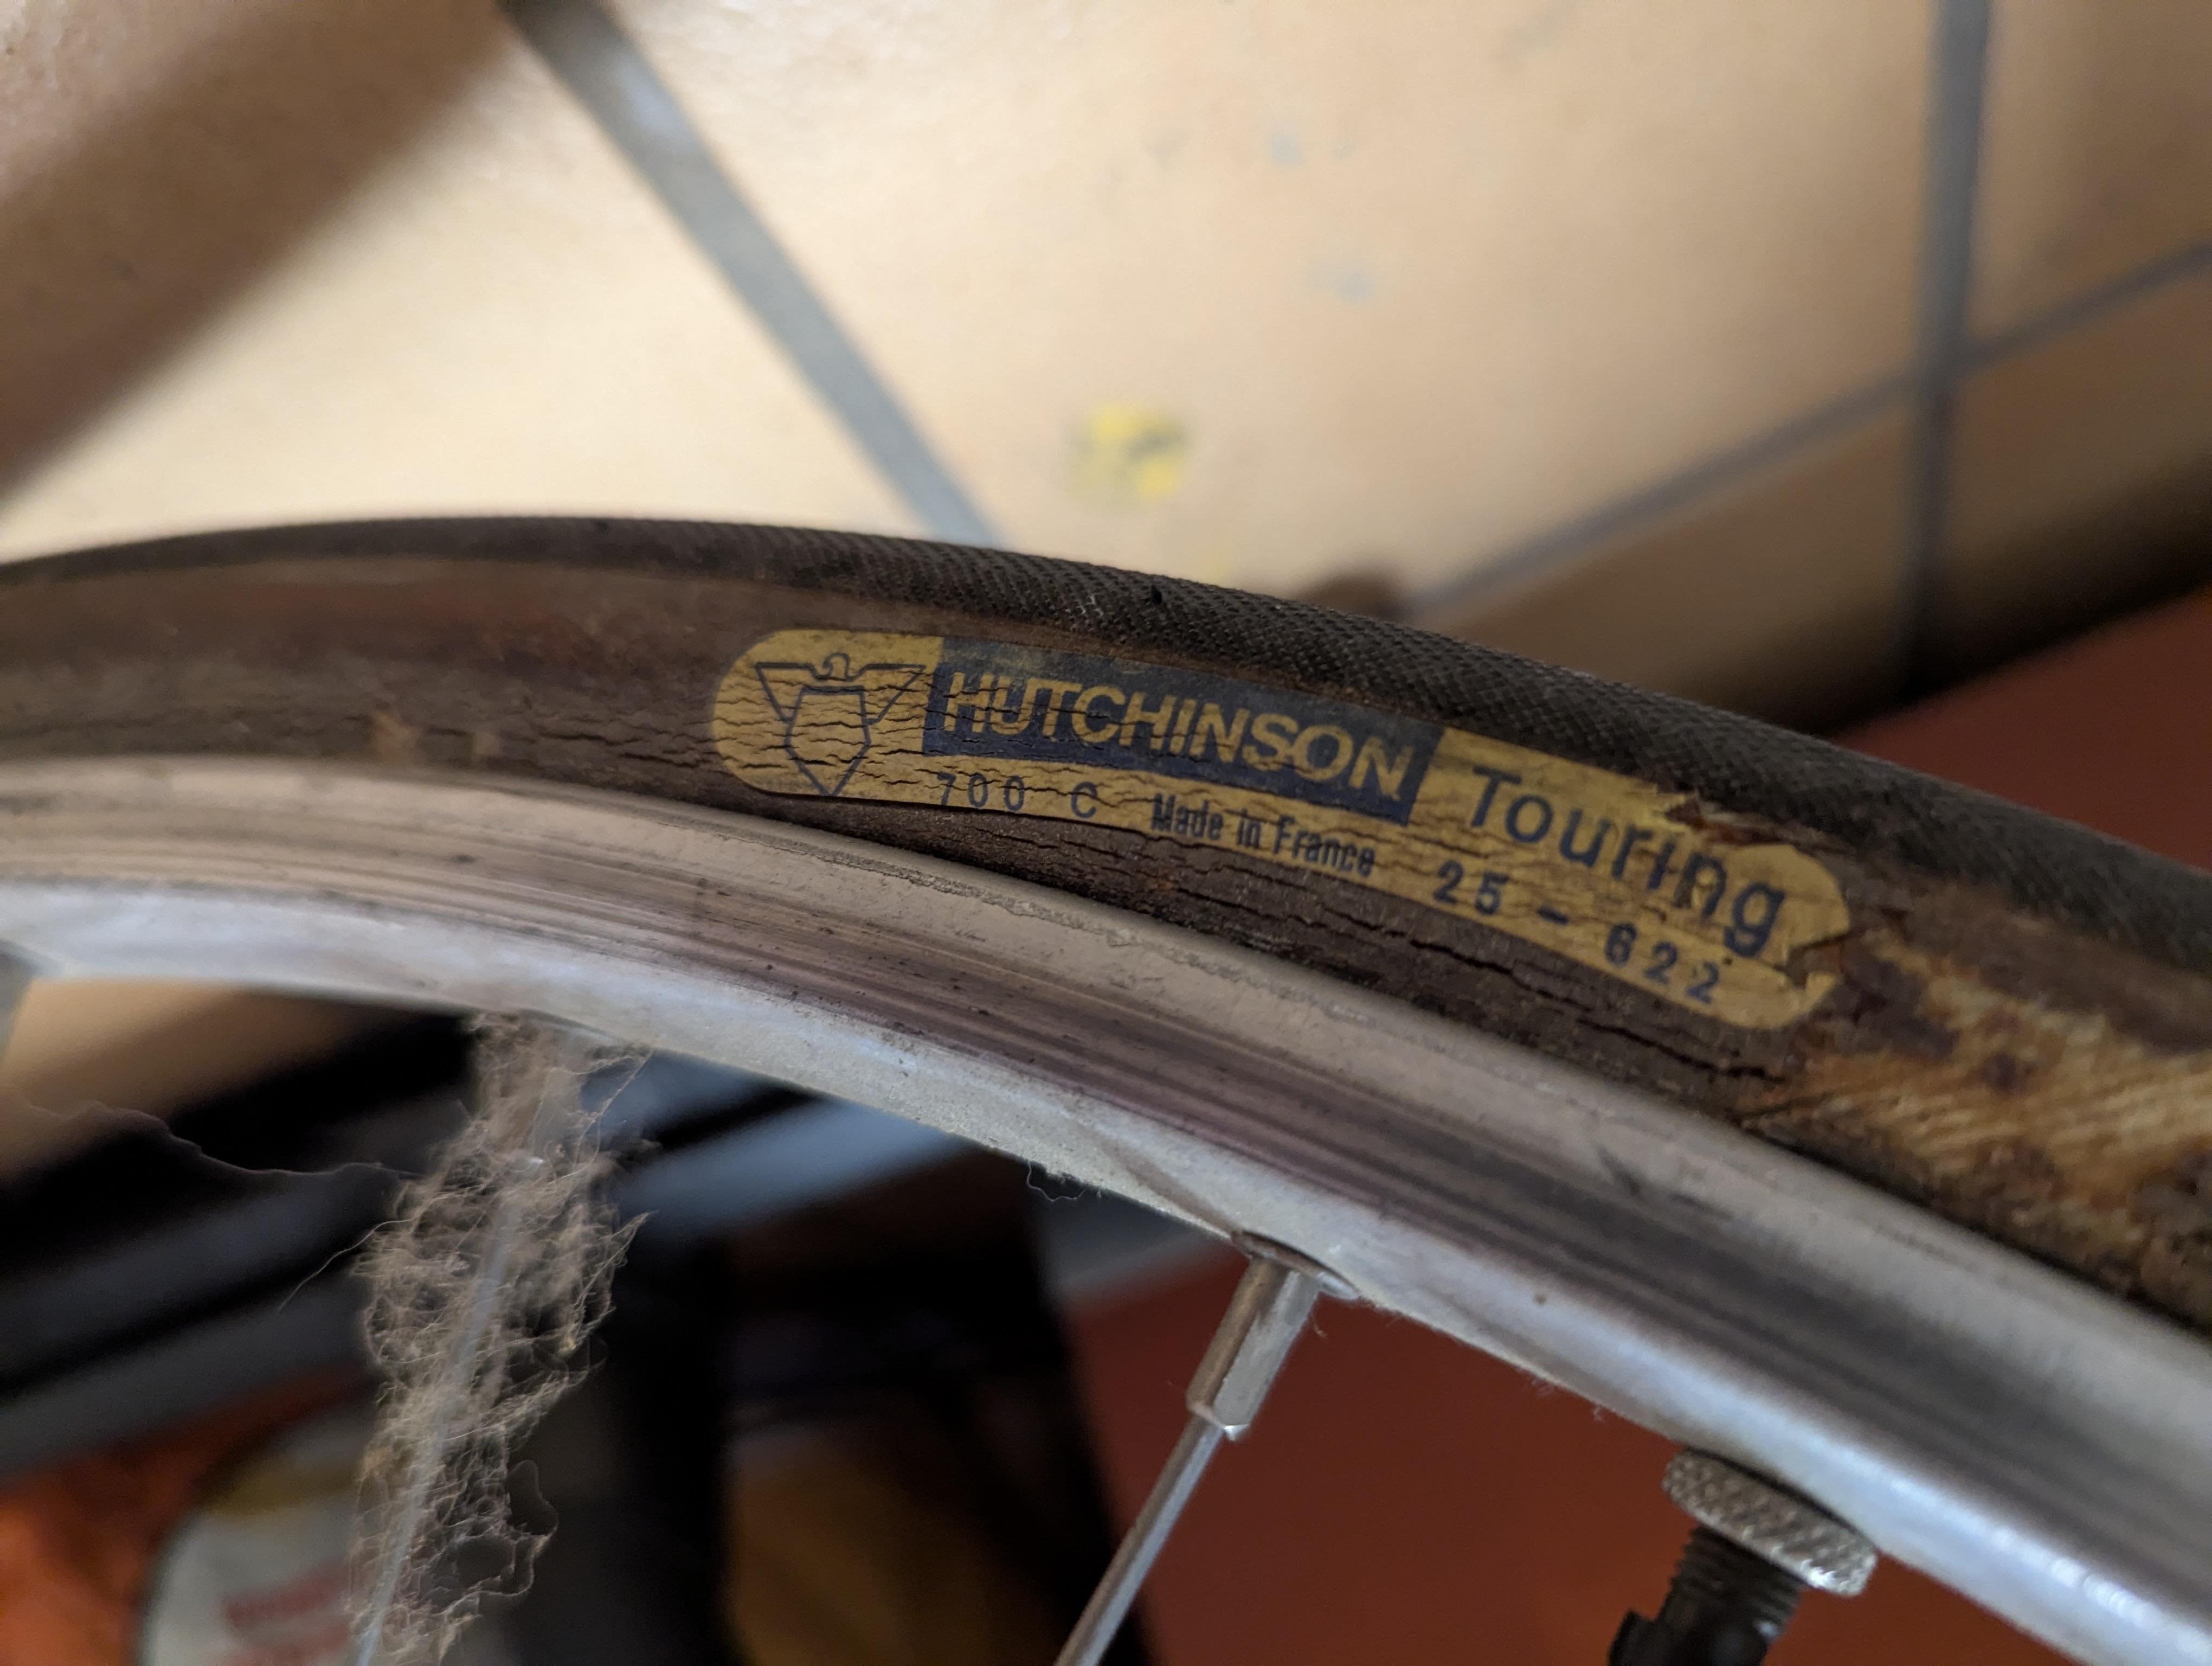 HUTCHINSON Touring
700 C Made in France 25 - 622